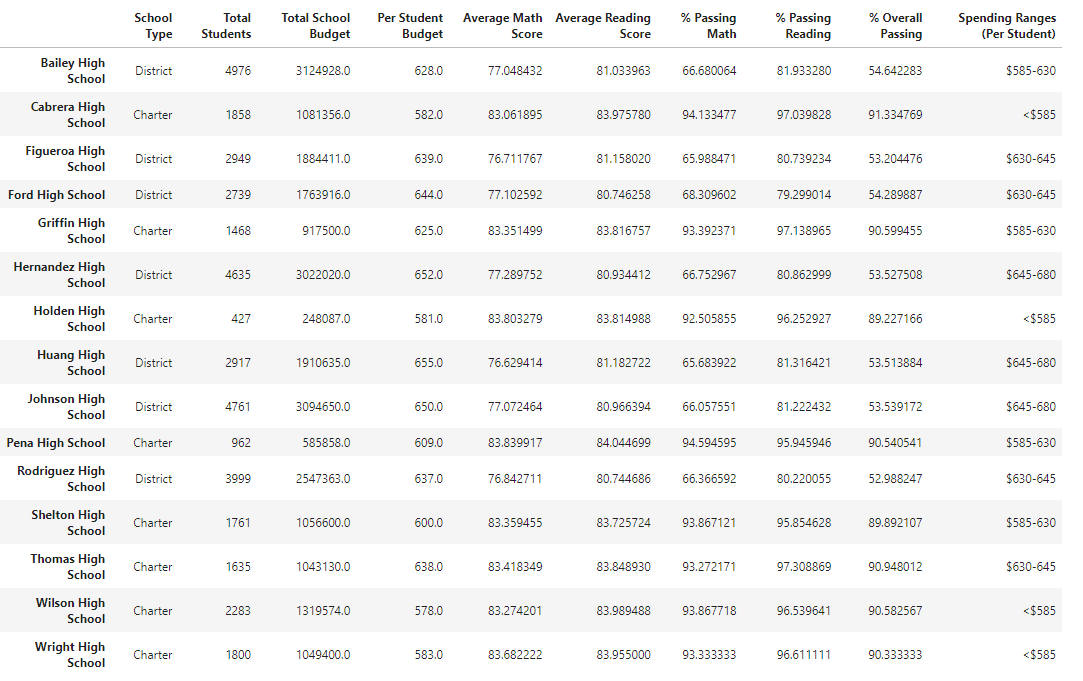 School Type Total Students Total School Budget Per Student Budget Average Math Score Average Reading Score % Passing Math % Passing Reading % Overall Passing Spending Ranges (Per Student)
Bailey High School District 4976 3124928.0 628.0 77.048432 81.033963 66.680064 81.933280 54.642283 $585-630
Cabrera High School Charter 1858 1081356.0 582.0 83.061895 83.975780 94.133477 97.039828 91.334769 <$585
Figueroa High School District 2949 1884411.0 639.0 76.711767 81.158020 65.988471 80.739234 53.204476 $630-645
Ford High School District 2739 1763916.0 644.0 77.102592 80.746258 68.309602 79.299014 54.289887 $630-645
Griffin High School Charter 1468 917500.0 625.0 83.351499 83.816757 93.392371 97.138965 90.599455 $585-630
Hernandez High School District 4635 3022020.0 652.0 77.289752 80.934412 66.752967 80.862999 53.527508 $645-680
Holden High School Charter 427 248087.0 581.0 83.803279 83.814988 92.505855 96.252927 89.227166 <$585
Huang High School District 2917 1910635.0 655.0 76.629414 81.182722 65.683922 81.316421 53.513884 $645-680
Johnson High School District 4761 3094650.0 650.0 77.072464 80.966394 66.057551 81.222432 53.539172 $645-680
Pena High School Charter 962 585858.0 609.0 83.839917 84.044699 94.594595 95.945946 90.540541 $585-630
Rodriguez High School District 3999 2547363.0 637.0 76.842711 80.744686 66.366592 80.220055 52.988247 $630-645
Shelton High School Charter 1761 1056600.0 600.0 83.359455 83.725724 93.867121 95.854628 89.892107 $585-630
Thomas High School Charter 1635 1043130.0 638.0 83.418349 83.848930 93.272171 97.308869 90.948012 $630-645
Wilson High School Charter 2283 1319574.0 578.0 83.274201 83.989488 93.867718 96.539641 90.582567 <$585
Wright High School Charter 1800 1049400.0 583.0 83.682222 83.955000 93.333333 96.611111 90.333333 <$585